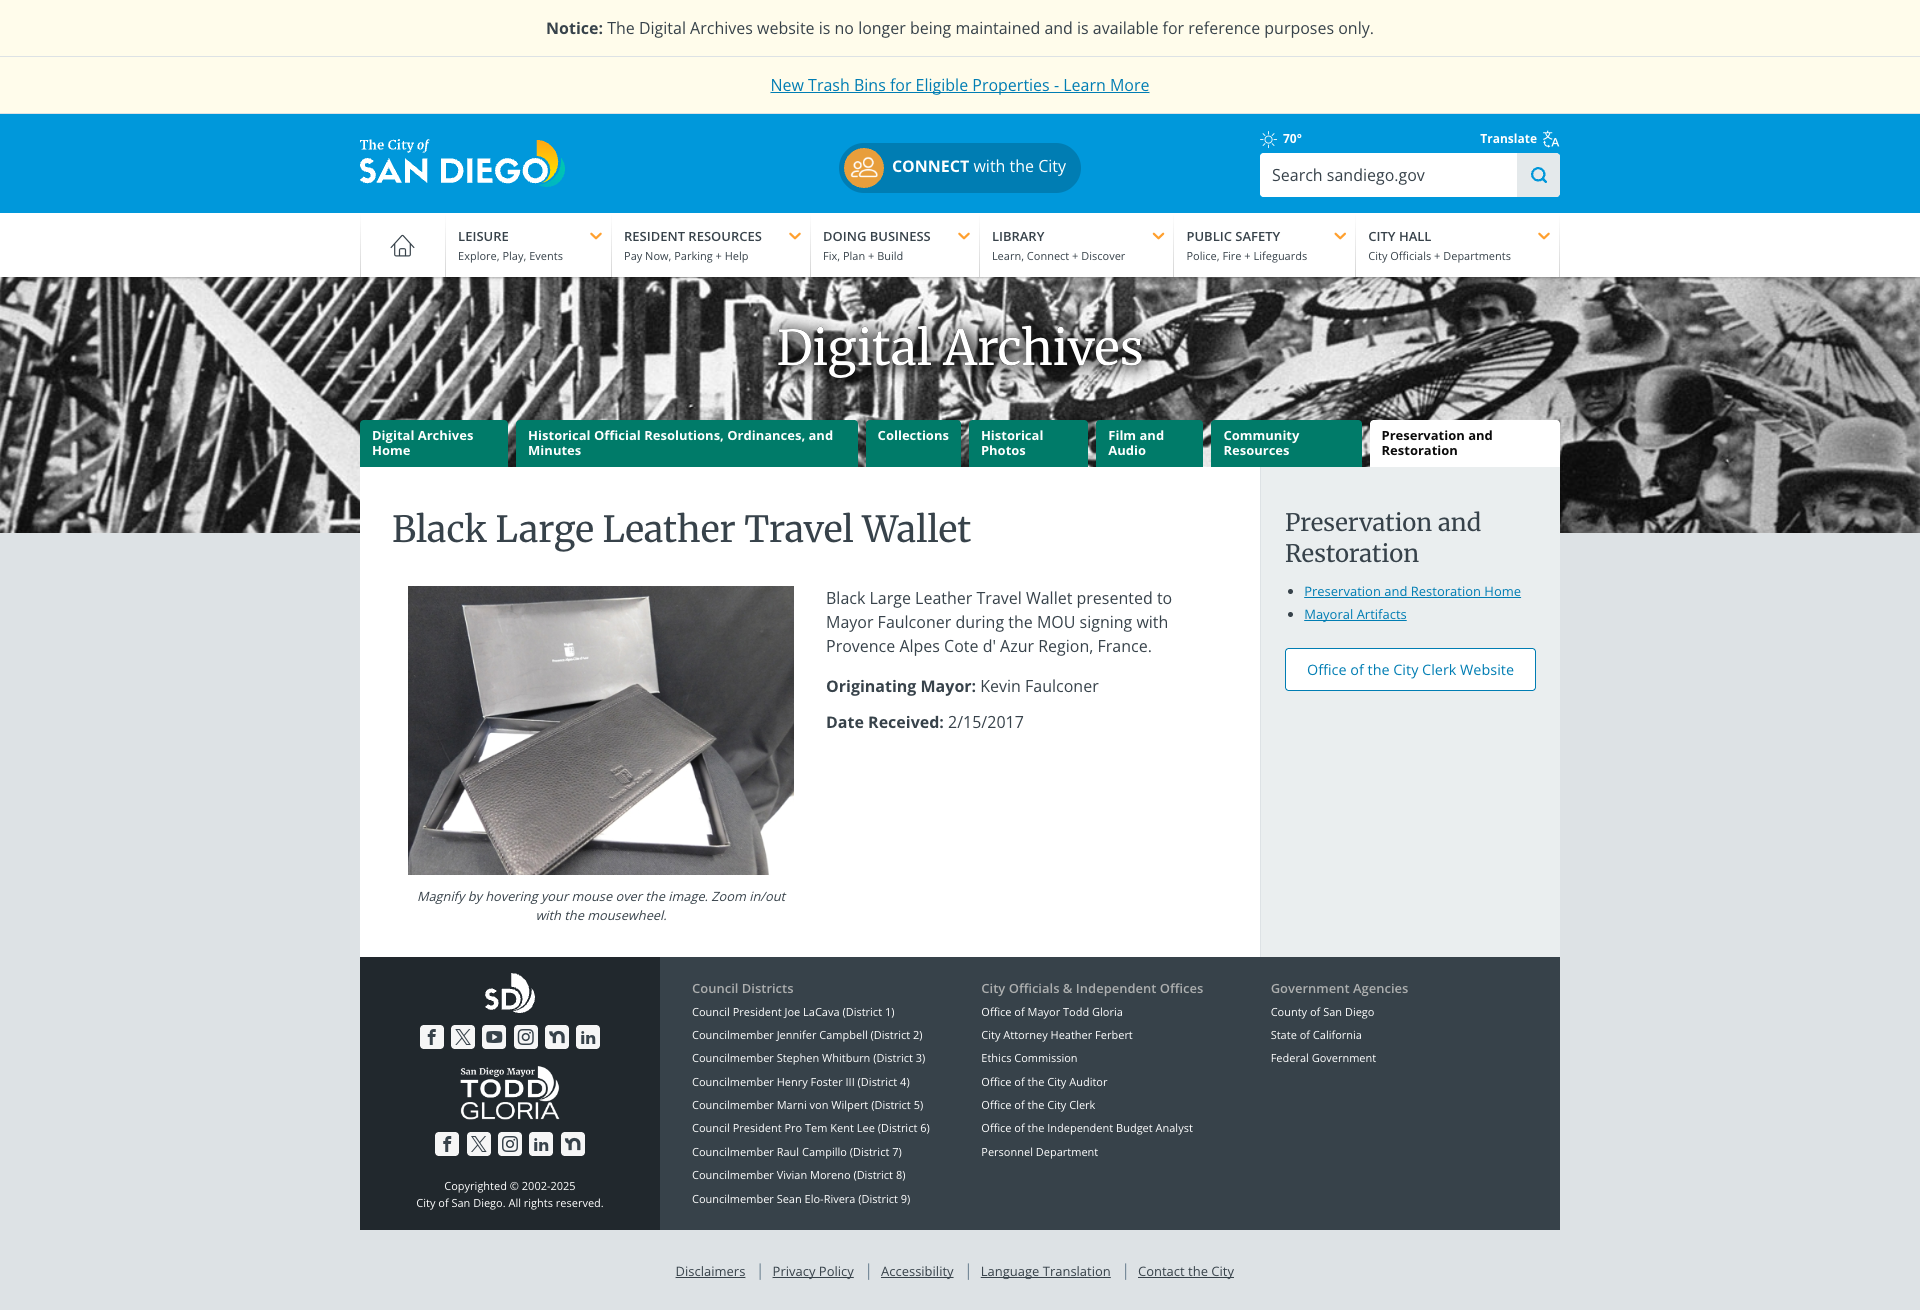 Notice: The Digital Archives website is no longer being maintained and is available for reference purposes only.
New Trash Bins for Eligible Properties - Learn More
The City of
SAN DIEGO
CONNECT with the City
70°
Translate
Search sandiego.gov
LEISURE
Explore, Play, Events
RESIDENT RESOURCES
Pay Now, Parking + Help
DOING BUSINESS
Fix, Plan + Build
LIBRARY
Learn, Connect + Discover
PUBLIC SAFETY
Police, Fire + Lifeguards
CITY HALL
City Officials + Departments
Digital Archives
Digital Archives
Home
Historical Official Resolutions, Ordinances, and
Minutes
Collections
Historical
Photos
Film and
Audio
Community
Resources
Preservation and
Restoration
Black Large Leather Travel Wallet
Black Large Leather Travel Wallet presented to
Mayor Faulconer during the MOU signing with
Provence Alpes Cote d' Azur Region, France.
Originating Mayor: Kevin Faulconer
Date Received: 2/15/2017
Magnify by hovering your mouse over the image. Zoom in/out
with the mousewheel.
Preservation and
Restoration
Preservation and Restoration Home
Mayoral Artifacts
Office of the City Clerk Website
SD
San Diego Mayor
TODD
GLORIA
Copyrighted © 2002-2025
City of San Diego. All rights reserved.
Council Districts
Council President Joe LaCava (District 1)
Councilmember Jennifer Campbell (District 2)
Councilmember Stephen Whitburn (District 3)
Councilmember Henry Foster III (District 4)
Councilmember Marni von Wilpert (District 5)
Council President Pro Tem Kent Lee (District 6)
Councilmember Raul Campillo (District 7)
Councilmember Vivian Moreno (District 8)
Councilmember Sean Elo-Rivera (District 9)
City Officials & Independent Offices
Office of Mayor Todd Gloria
City Attorney Heather Ferbert
Ethics Commission
Office of the City Auditor
Office of the City Clerk
Office of the Independent Budget Analyst
Personnel Department
Government Agencies
County of San Diego
State of California
Federal Government
Disclaimers
Privacy Policy
Accessibility
Language Translation
Contact the City